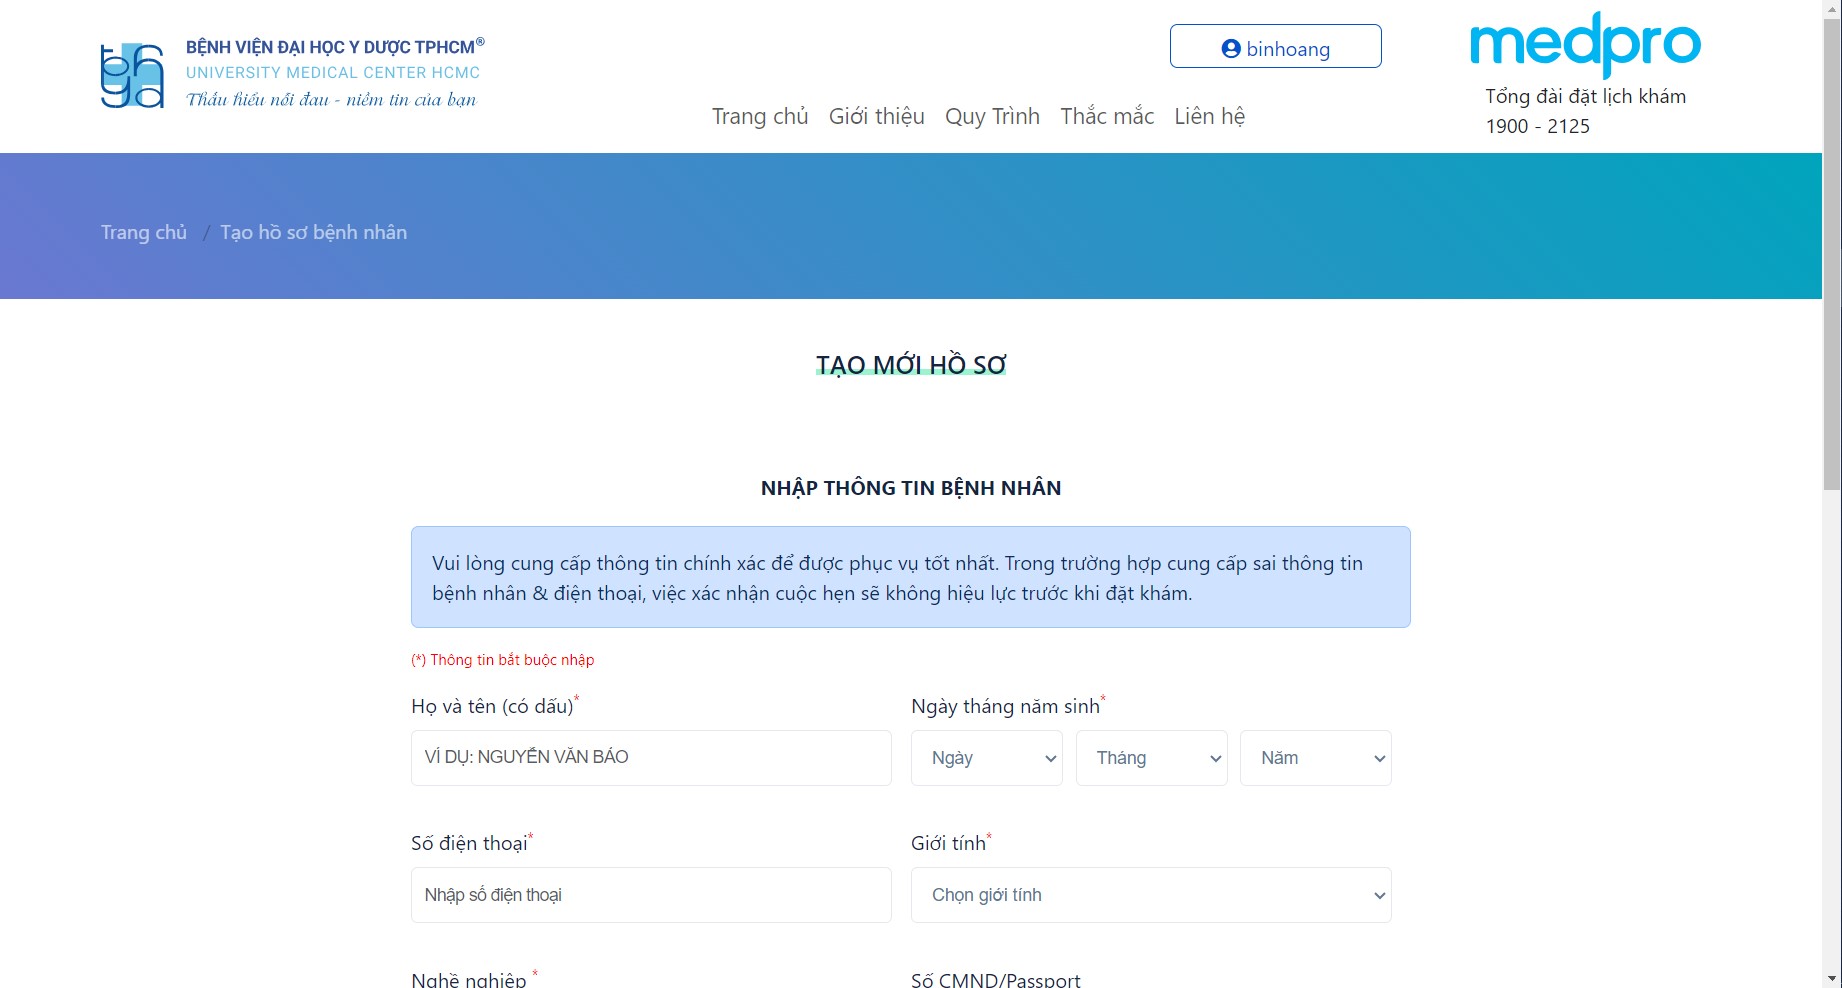 BỆNH VIỆN ĐẠI HỌC Y DƯỢC TPHCM®
UNIVERSITY MEDICAL CENTER HCMC
Thấu hiểu nỗi đau - niềm tin của bạn
binhoang
medpro
Tổng đài đặt lịch khám
1900 - 2125
Trang chủ Giới thiệu Quy Trình Thắc mắc Liên hệ
Trang chủ / Tạo hồ sơ bệnh nhân
TẠO MỚI HỒ SƠ
NHẬP THÔNG TIN BỆNH NHÂN
Vui lòng cung cấp thông tin chính xác để được phục vụ tốt nhất. Trong trường hợp cung cấp sai thông tin
bệnh nhân & điện thoại, việc xác nhận cuộc hẹn sẽ không hiệu lực trước khi đặt khám.
(*) Thông tin bắt buộc nhập
Họ và tên (có dấu)* Ngày tháng năm sinh*
VÍ DỤ: NGUYỄN VĂN BẢO Ngày Tháng Năm
Số điện thoại* Giới tính*
Nhập số điện thoại Chọn giới tính
Nghề nghiệp * Số CMND/Passport